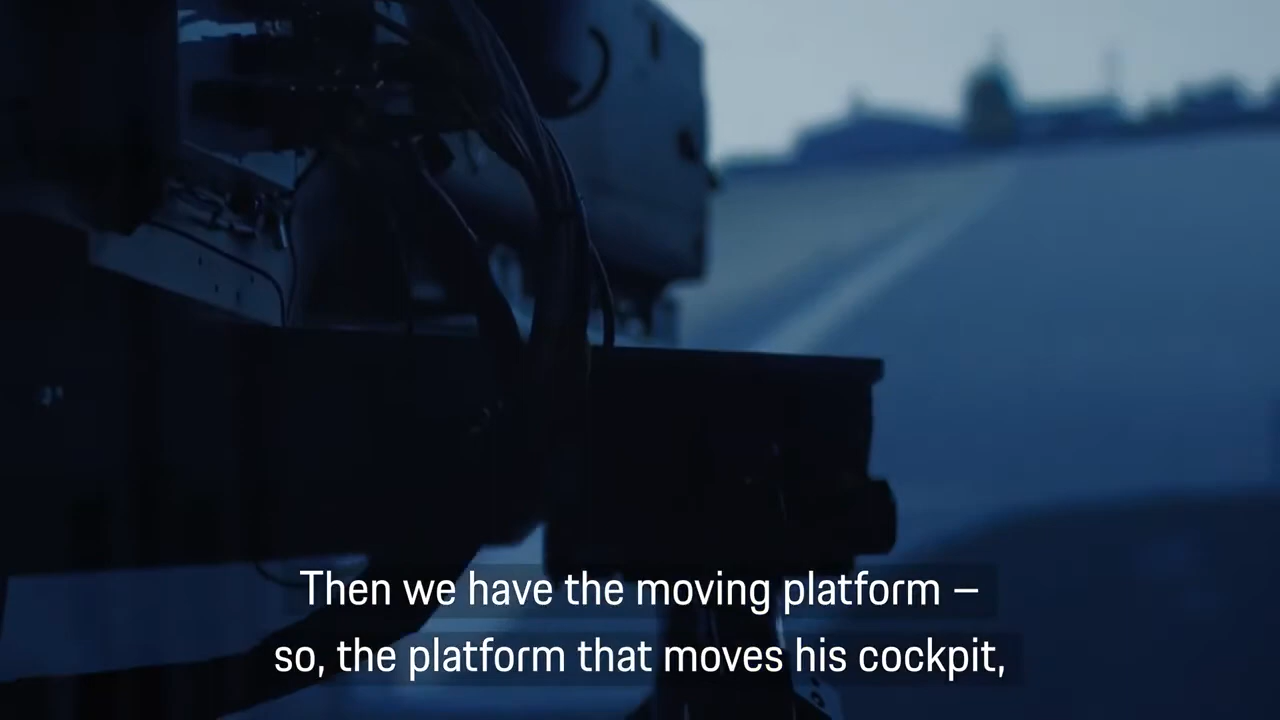 Then we have the moving platform –
so, the platform that moves his cockpit,